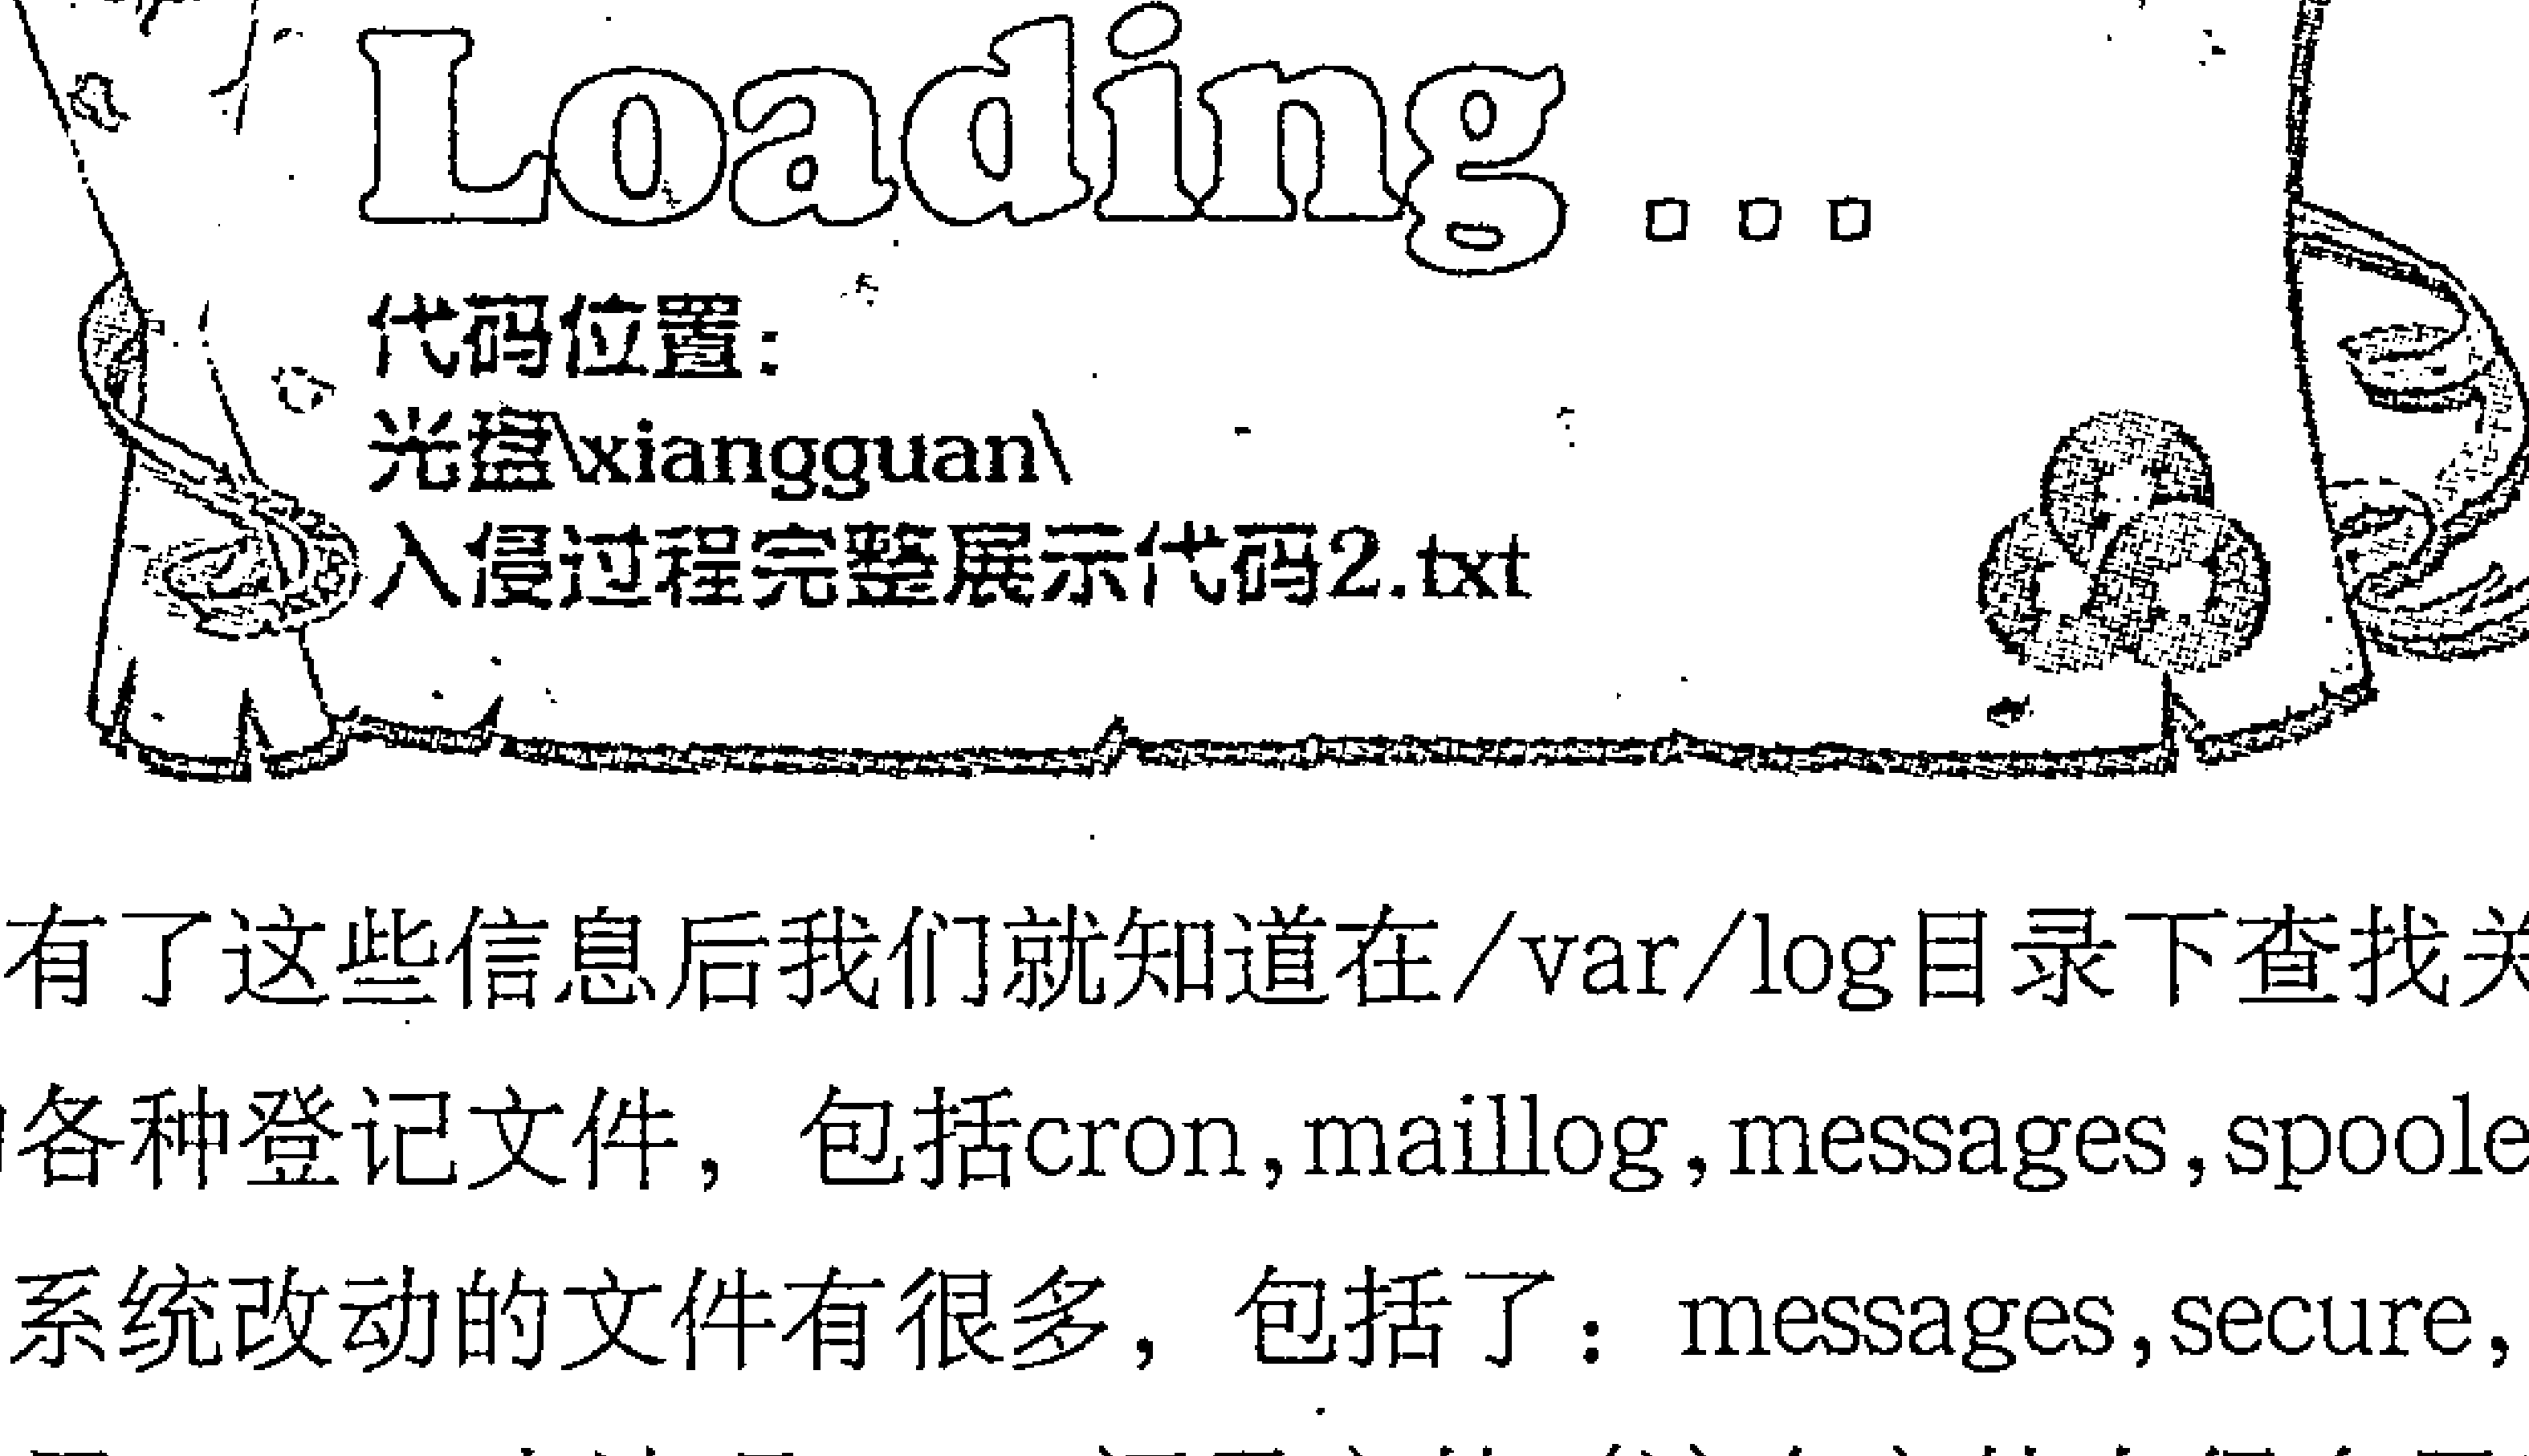 Loading ...
代码位置:
光盘\xiangguan\
入侵过程完整展示代码2.txt
有了这些信息后我们就知道在/var/log目录下查找关
各种登记文件，包括cron,maillog,messages,spoole
系统改动的文件有很多，包括了：messages,secure,